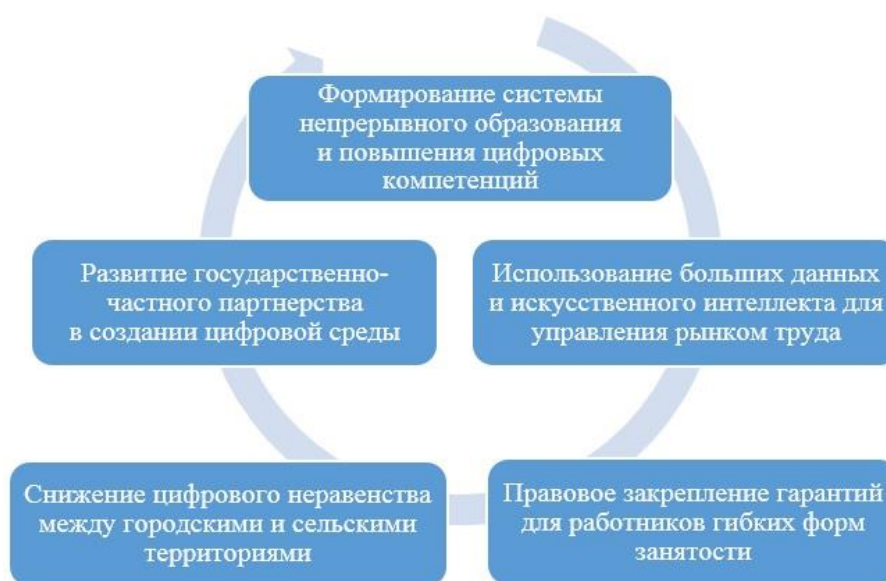 Формирование системы
непрерывного образования
и повышения цифровых
компетенций
Использование больших данных
и искусственного интеллекта для
управления рынком труда
Правовое закрепление гарантий
для работников гибких форм
занятости
Снижение цифрового неравенства
между городскими и сельскими
территориями
Развитие государственно-
частного партнерства
в создании цифровой среды